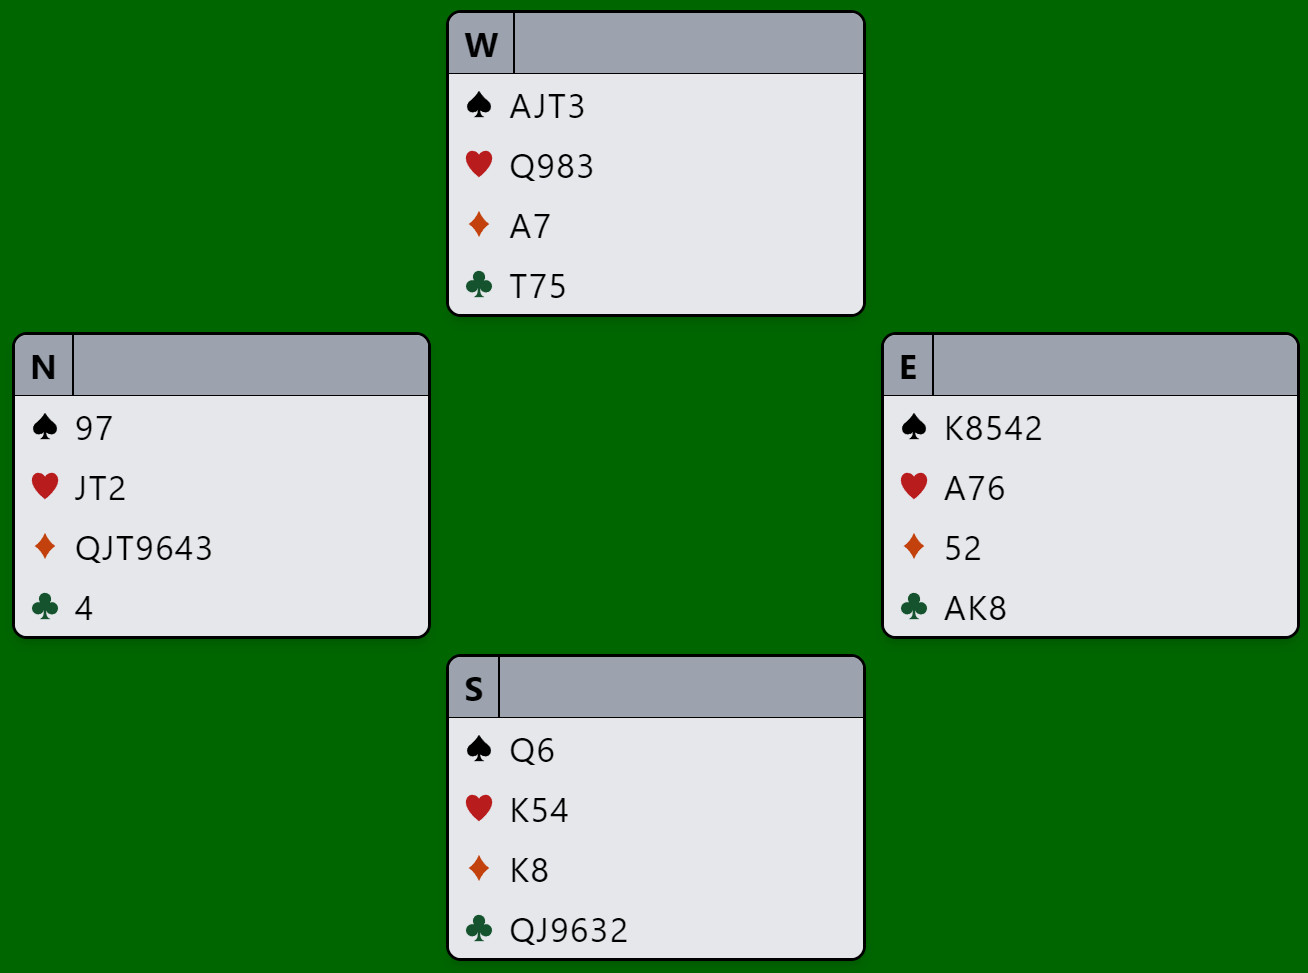 W
♠ AJT3
♥ Q983
♦ A7
♣ T75
N
♠ 97
♥ JT2
♦ QJT9643
♣ 4
E
♠ K8542
♥ A76
♦ 52
♣ AK8
S
♠ Q6
♥ K54
♦ K8
♣ QJ9632